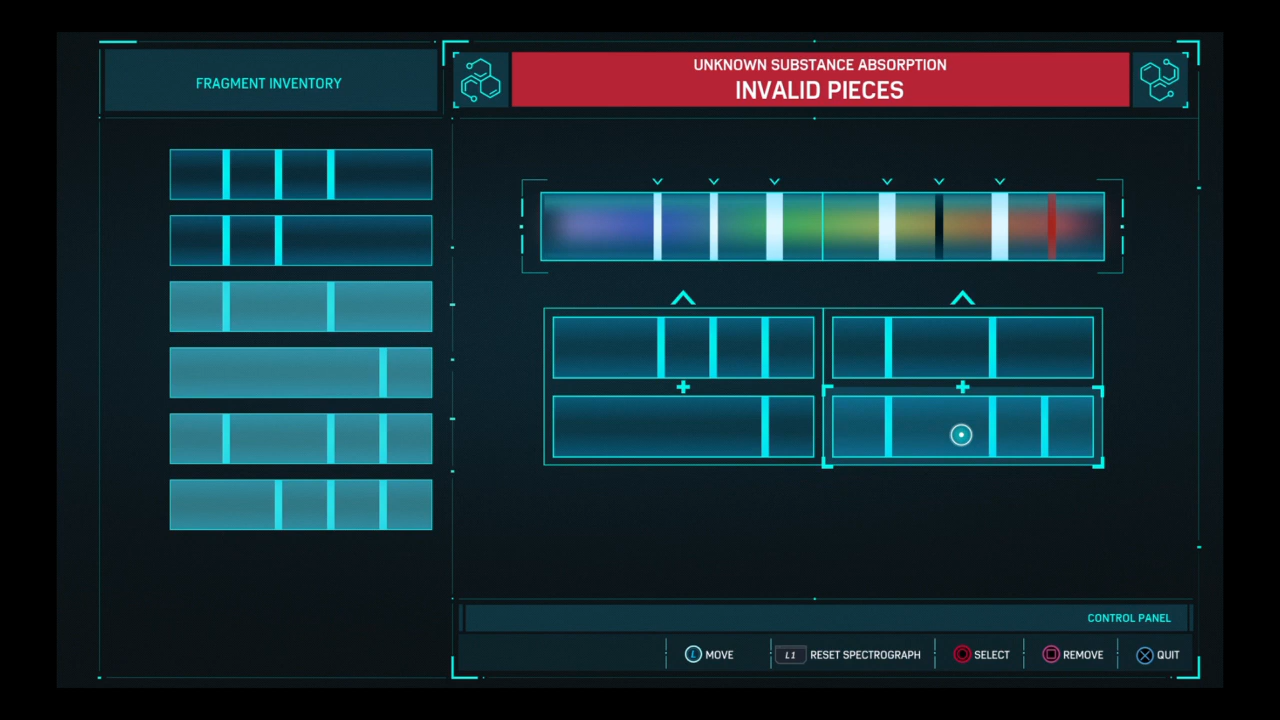 FRAGMENT INVENTORY
UNKNOWN SUBSTANCE ABSORPTION
INVALID PIECES
CONTROL PANEL
L MOVE
L1 RESET SPECTROGRAPH
SELECT
REMOVE
QUIT